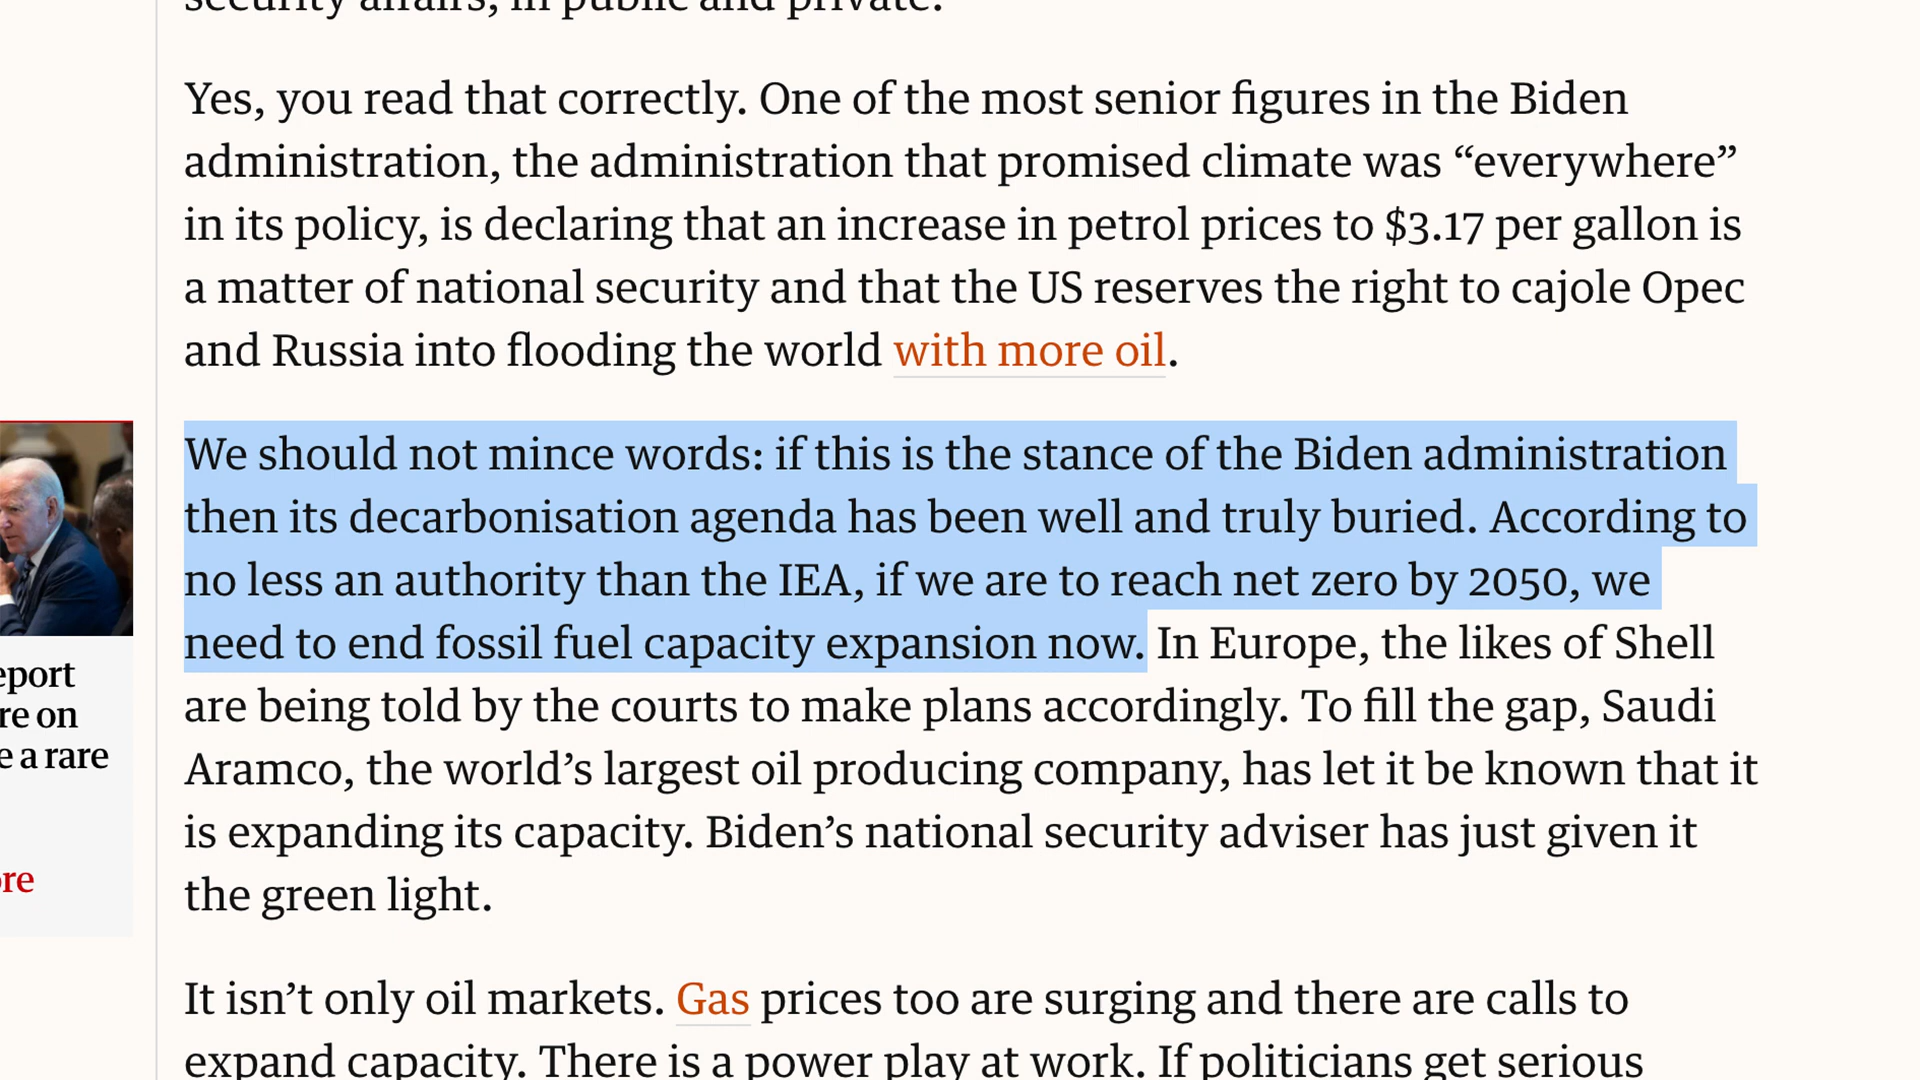 security affairs, in public and private.
Yes, you read that correctly. One of the most senior figures in the Biden
administration, the administration that promised climate was “everywhere”
in its policy, is declaring that an increase in petrol prices to $3.17 per gallon is
a matter of national security and that the US reserves the right to cajole Opec
and Russia into flooding the world with more oil.
We should not mince words: if this is the stance of the Biden administration
then its decarbonisation agenda has been well and truly buried. According to
no less an authority than the IEA, if we are to reach net zero by 2050, we
need to end fossil fuel capacity expansion now. In Europe, the likes of Shell
are being told by the courts to make plans accordingly. To fill the gap, Saudi
Aramco, the world’s largest oil producing company, has let it be known that it
is expanding its capacity. Biden’s national security adviser has just given it
the green light.
It isn’t only oil markets. Gas prices too are surging and there are calls to
expand capacity. There is a power play at work. If politicians get serious
eport
re on
e a rare
ore